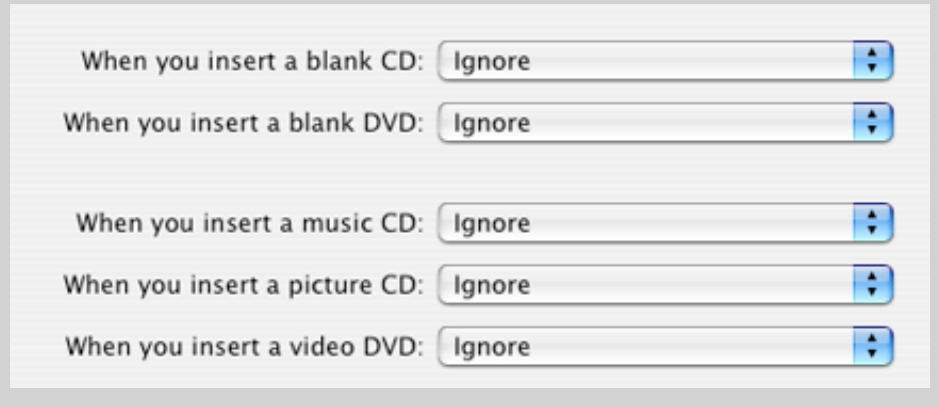 When you insert a blank CD: Ignore
When you insert a blank DVD: Ignore
When you insert a music CD: Ignore
When you insert a picture CD: Ignore
When you insert a video DVD: Ignore